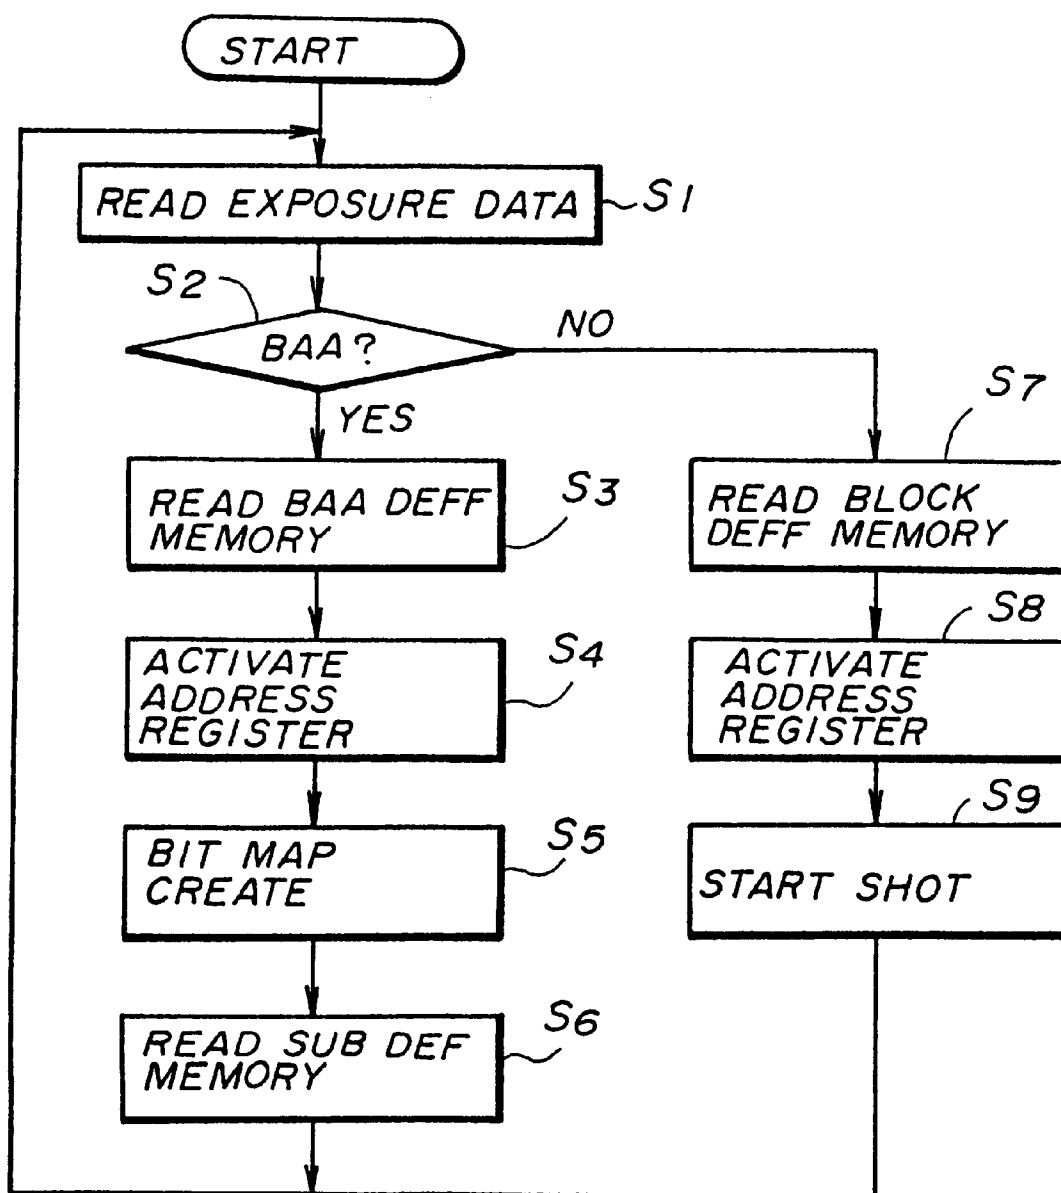 START
READ EXPOSURE DATA
S1
S2
BAA?
NO
YES
S7
READ BAA DEFF
MEMORY
S3
READ BLOCK
DEFF MEMORY
S8
ACTIVATE
ADDRESS
REGISTER
S4
ACTIVATE
ADDRESS
REGISTER
S9
BIT MAP
CREATE
S5
START SHOT
READ SUB DEF
MEMORY
S6